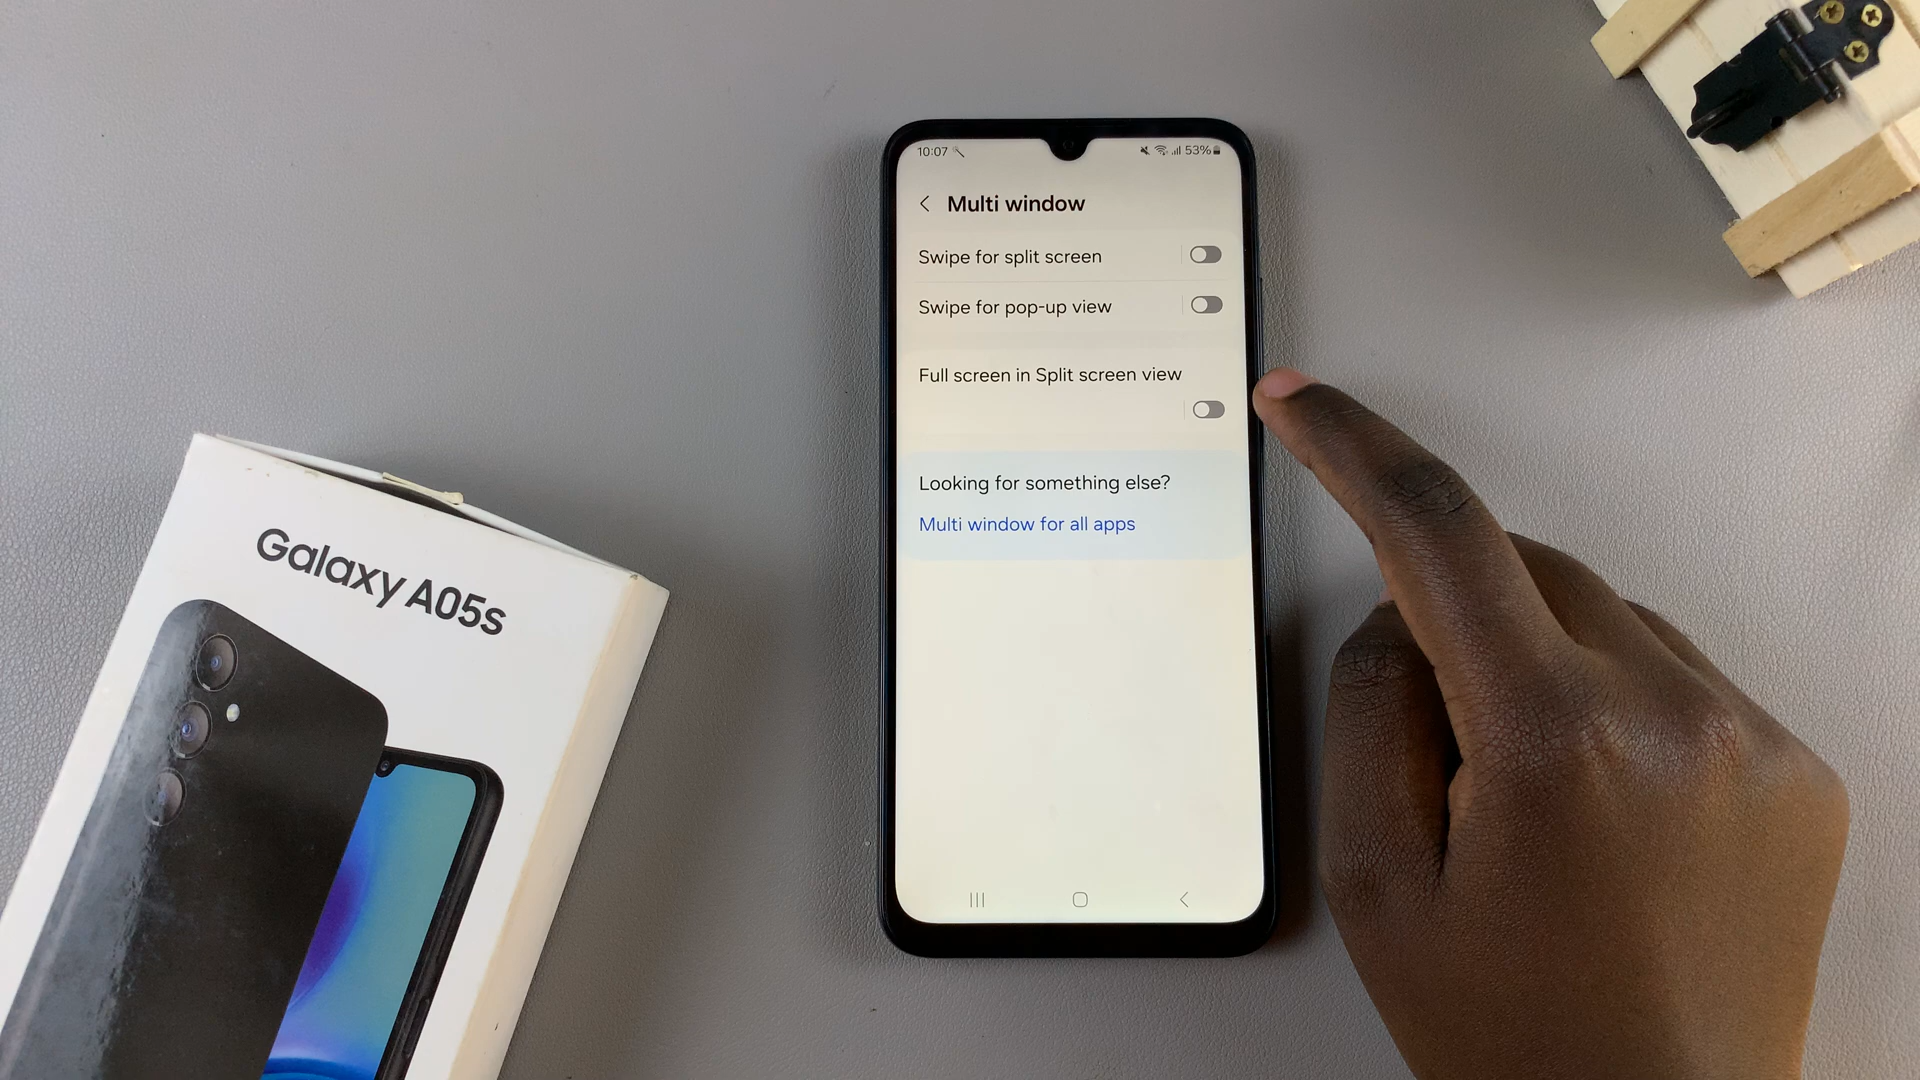 10:07
53%
Multi window
Swipe for split screen
Swipe for pop-up view
Full screen in Split screen view
Looking for something else?
Multi window for all apps
Galaxy A05s